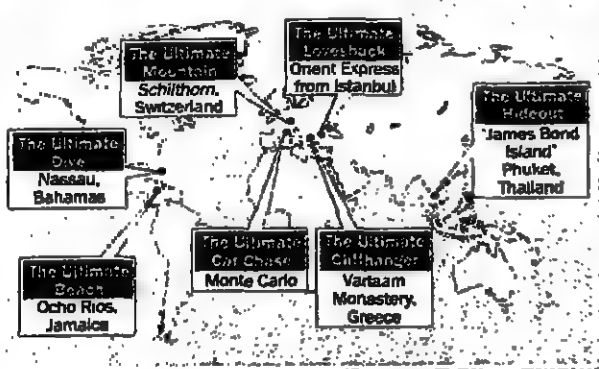 The Ultimate
Loveshack
Orient Express
from Istanbul
The Ultimate
Mountain
Schilthorn,
Switzerland
The Ultimate
Hideout
"James Bond
Island"
Phuket,
Thailand
The Ultimate
Dive
Nassau,
Bahamas
The Ultimate
Car Chase
Monte Carlo
The Ultimate
Cliffhanger
Varlaam
Monastery,
Greece
The Ultimate
Beach
Ocho Rios,
Jamaica